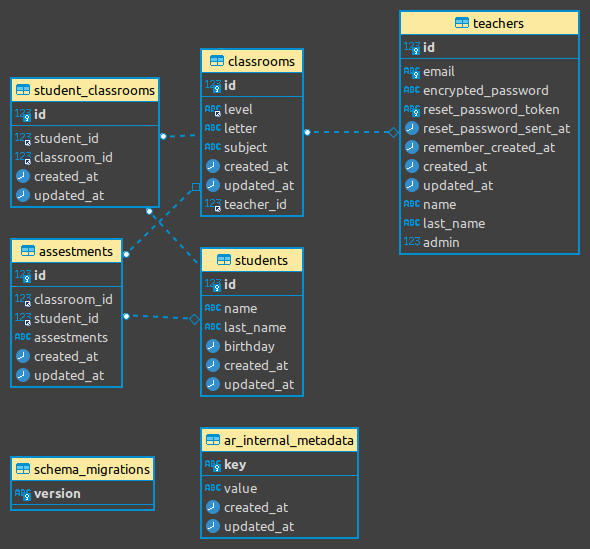 student_classrooms
id
student_id
classroom_id
created_at
updated_at
classrooms
id
level
letter
subject
created_at
updated_at
teacher_id
teachers
id
email
encrypted_password
reset_password_token
reset_password_sent_at
remember_created_at
created_at
updated_at
name
last_name
admin
assestments
id
classroom_id
student_id
assestments
created_at
updated_at
students
id
name
last_name
birthday
created_at
updated_at
schema_migrations
version
ar_internal_metadata
key
value
created_at
updated_at